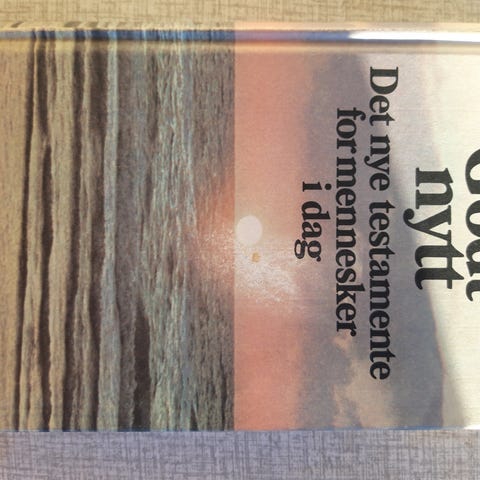 nytt
Det nye testamente
for mennesker
i dag